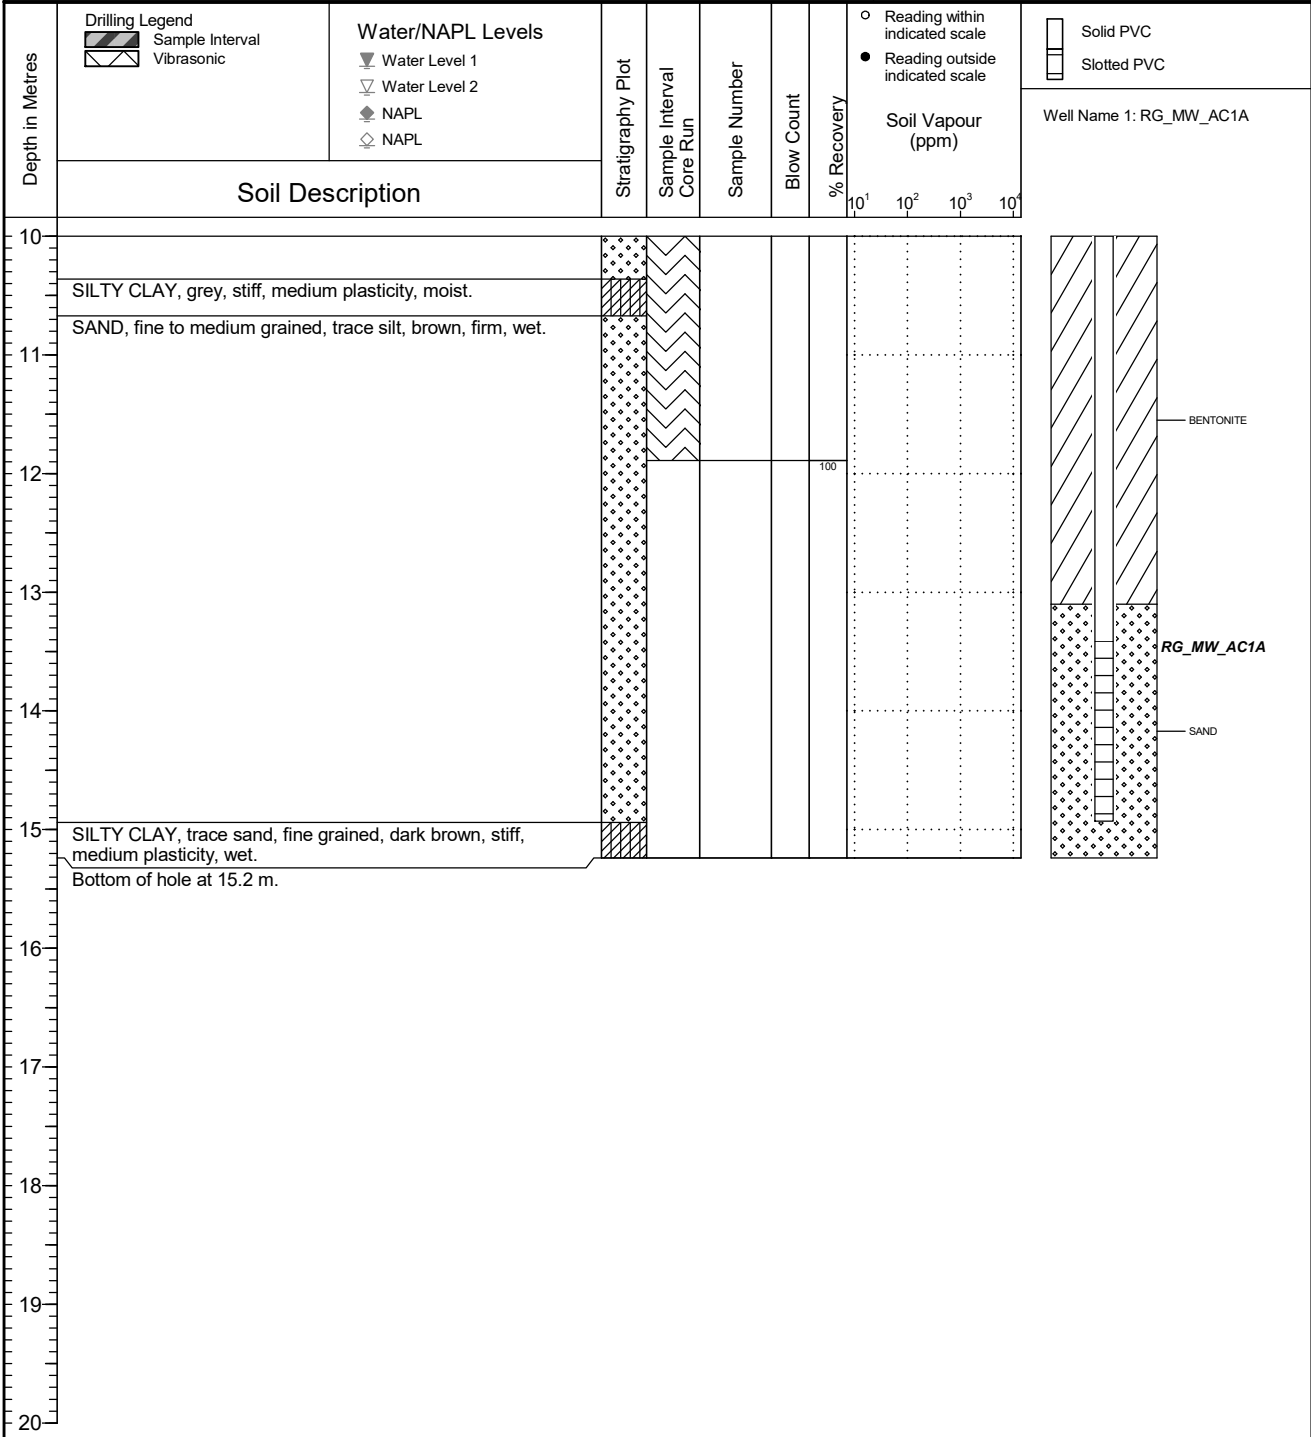 Depth in Metres
Drilling Legend
Sample Interval
Vibrasonic
Water/NAPL Levels
Water Level 1
Water Level 2
NAPL
NAPL
Soil Description
Stratigraphy Plot
Sample Interval
Core Run
Sample Number
Blow Count
% Recovery
Reading within
indicated scale
Reading outside
indicated scale
Soil Vapour
(ppm)
10¹ 10² 10³ 10⁴
Solid PVC
Slotted PVC
Well Name 1: RG_MW_AC1A
10
SILTY CLAY, grey, stiff, medium plasticity, moist.
SAND, fine to medium grained, trace silt, brown, firm, wet.
11
BENTONITE
12
100
13
RG_MW_AC1A
14
SAND
15
SILTY CLAY, trace sand, fine grained, dark brown, stiff,
medium plasticity, wet.
Bottom of hole at 15.2 m.
16
17
18
19
20